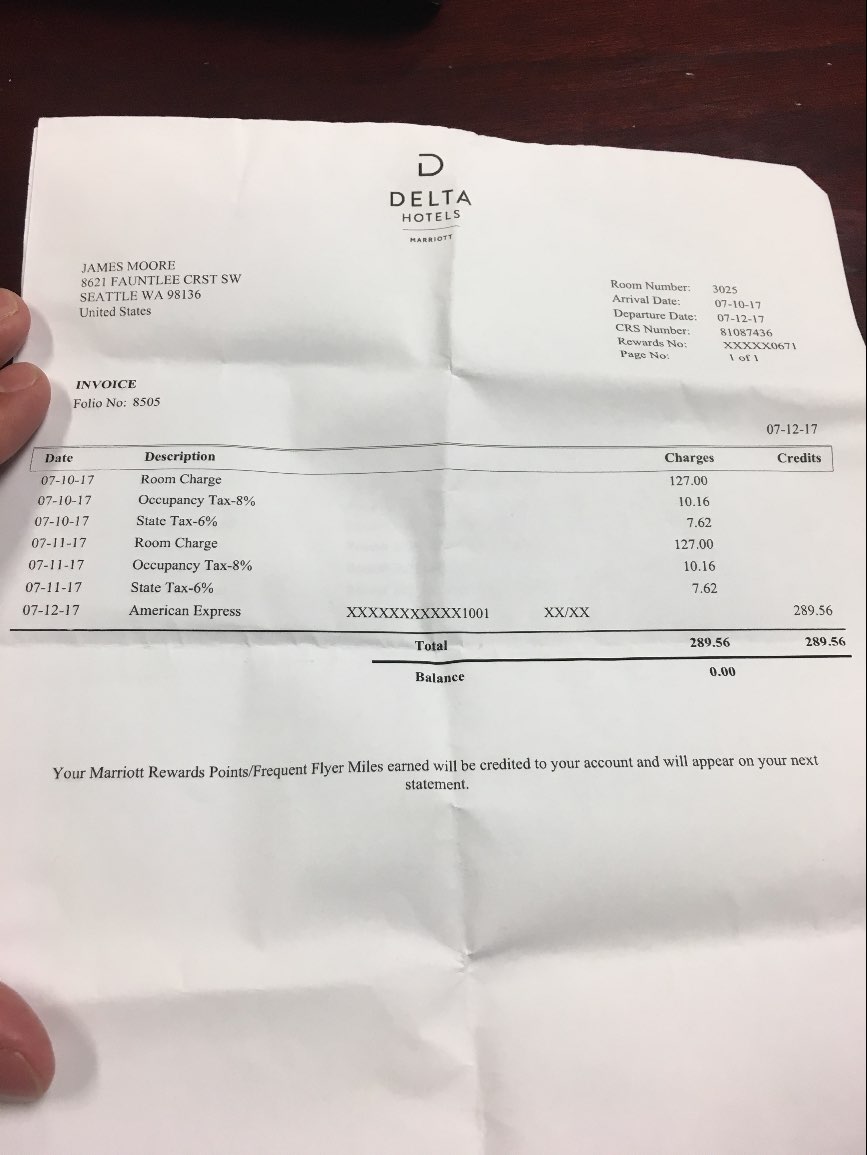 D
DELTA
HOTELS
MARRIOTT
JAMES MOORE
8621 FAUNTLEE CRST SW
SEATTLE WA 98136
United States
Room Number: 3025
Arrival Date: 07-10-17
Departure Date: 07-12-17
CRS Number: 81087436
Rewards No: XXXXX0671
Page No: 1 of 1
INVOICE
Folio No: 8505
07-12-17
Date Description Charges Credits
07-10-17 Room Charge 127.00
07-10-17 Occupancy Tax-8% 10.16
07-10-17 State Tax-6% 7.62
07-11-17 Room Charge 127.00
07-11-17 Occupancy Tax-8% 10.16
07-11-17 State Tax-6% 7.62
07-12-17 American Express XXXXXXXXXXX1001 XX/XX 289.56
Total 289.56 289.56
Balance 0.00
Your Marriott Rewards Points/Frequent Flyer Miles earned will be credited to your account and will appear on your next
statement.